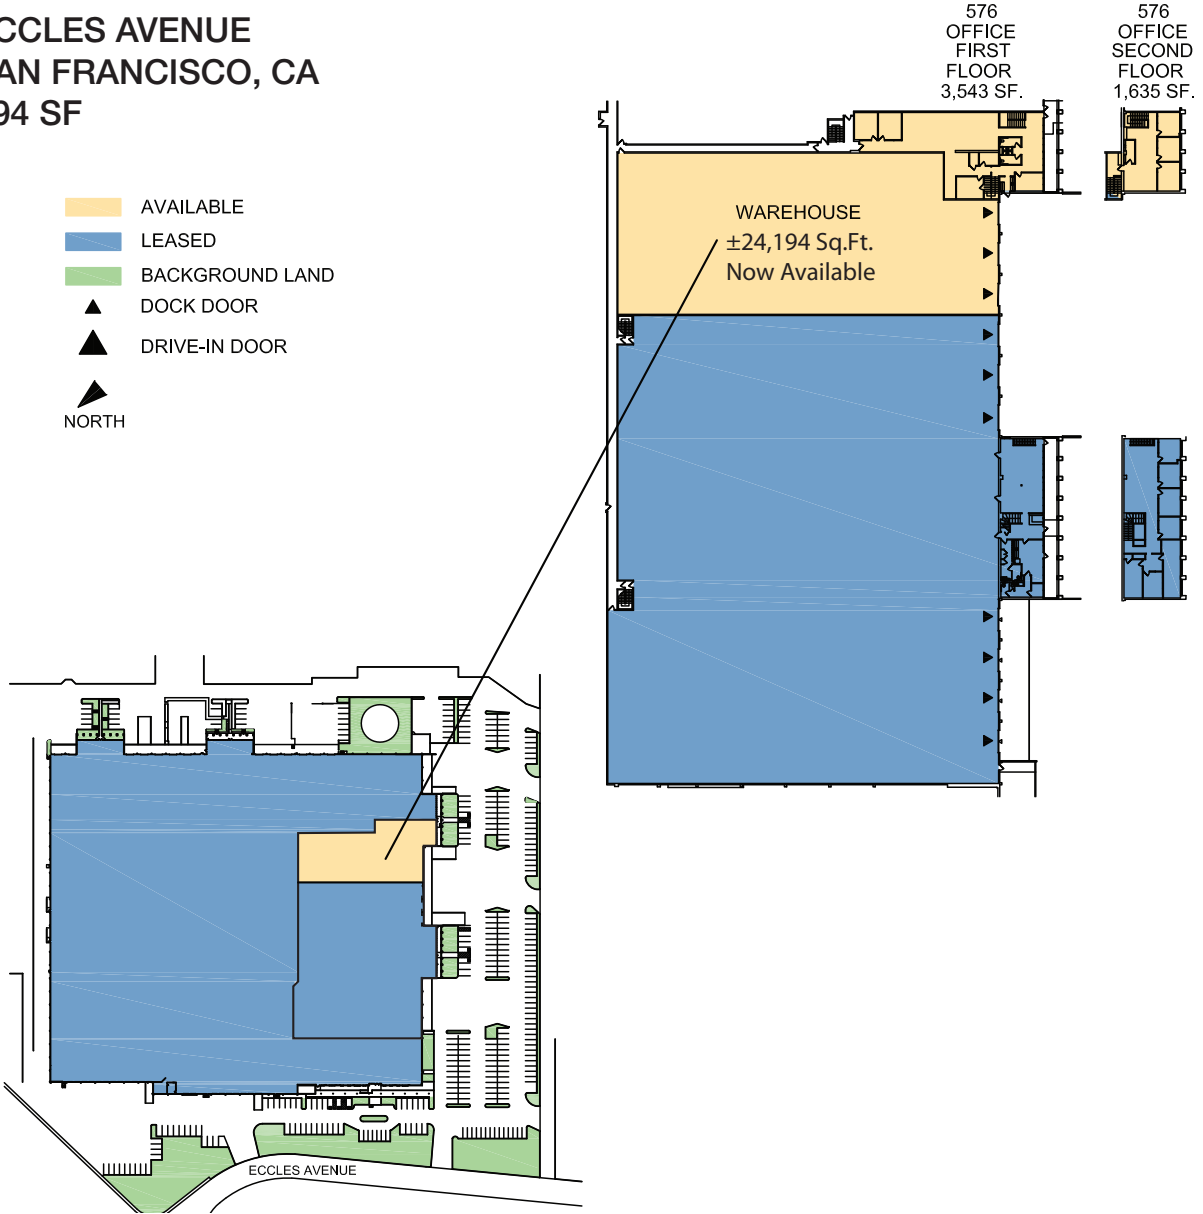 CCLES AVENUE
AN FRANCISCO, CA
94 SF
576
OFFICE
FIRST
FLOOR
3,543 SF.
576
OFFICE
SECOND
FLOOR
1,635 SF.
AVAILABLE
LEASED
BACKGROUND LAND
DOCK DOOR
DRIVE-IN DOOR
NORTH
WAREHOUSE
±24,194 Sq.Ft.
Now Available
ECCLES AVENUE